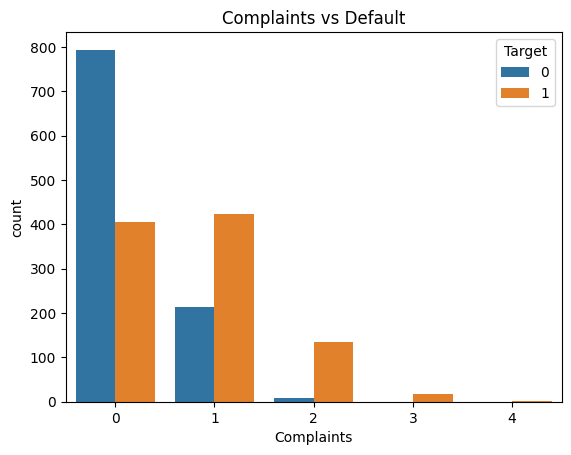 Complaints vs Default
Target
0
1
800
700
600
500
400
300
200
100
0
count
0 1 2 3 4
Complaints